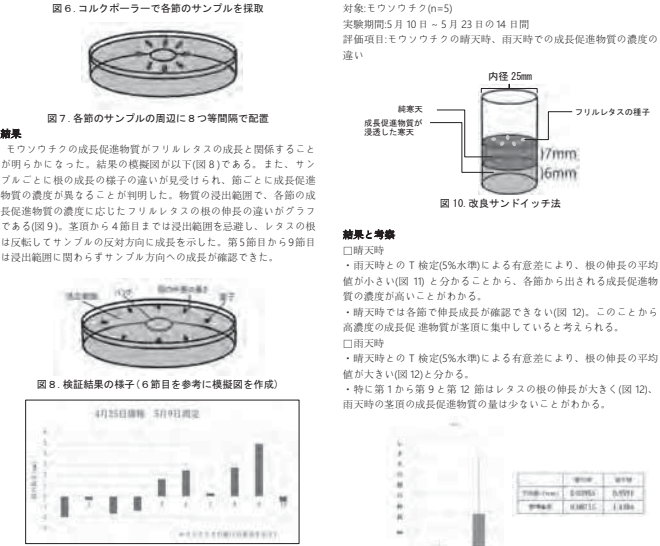 図６．コルクボーラーで各節のサンプルを採取
図７．各節のサンプルの周辺に８つ等間隔で配置
結果
モウソウチクの成長促進物質がフリルレタスの成長と関係すること
が明らかになった。結果の模擬図が以下(図８)である。また、サン
プルごとに根の成長の様子の違いが見受けられ、節ごとに成長促進
物質の濃度が異なることが判明した。物質の浸出範囲で、各節の成
長促進物質の濃度に応じたフリルレタスの根の伸長の違いがグラフ
である(図９)。茎頂から４節目までは浸出範囲を忌避し、レタスの根
は反転してサンプルの反対方向に成長を示した。第５節目から９節目
は浸出範囲に関わらずサンプル方向への成長が確認できた。
図８．検証結果の様子(６節目を参考に模擬図を作成)
4月25日播種　5月9日測定
対象:モウソウチク(n=5)
実験期間:5 月 10 日 ~ 5 月 23 日の 14 日間
評価項目:モウソウチクの晴天時、雨天時での成長促進物質の濃度の
違い
内径 25mm
純寒天
成長促進物質が
浸透した寒天
フリルレタスの種子
7mm
6mm
図 10．改良サンドイッチ法
結果と考察
□晴天時
・雨天時との T 検定(5%水準)による有意差により、根の伸長の平均
値が小さい(図 11) と分かることから、各節から出される成長促進物
質の濃度が高いことがわかる。
・晴天時では各節で伸長成長が確認できない(図 12)。このことから
高濃度の成長促 進物質が茎頂に集中していると考えられる。
□雨天時
・晴天時との T 検定(5%水準)による有意差により、根の伸長の平均
値が大きい(図 12)と分かる。
・特に第 1 から第 9 と第 12 節はレタスの根の伸長が大きく(図 12)、
雨天時の茎頂の成長促進物質の量は少ないことがわかる。